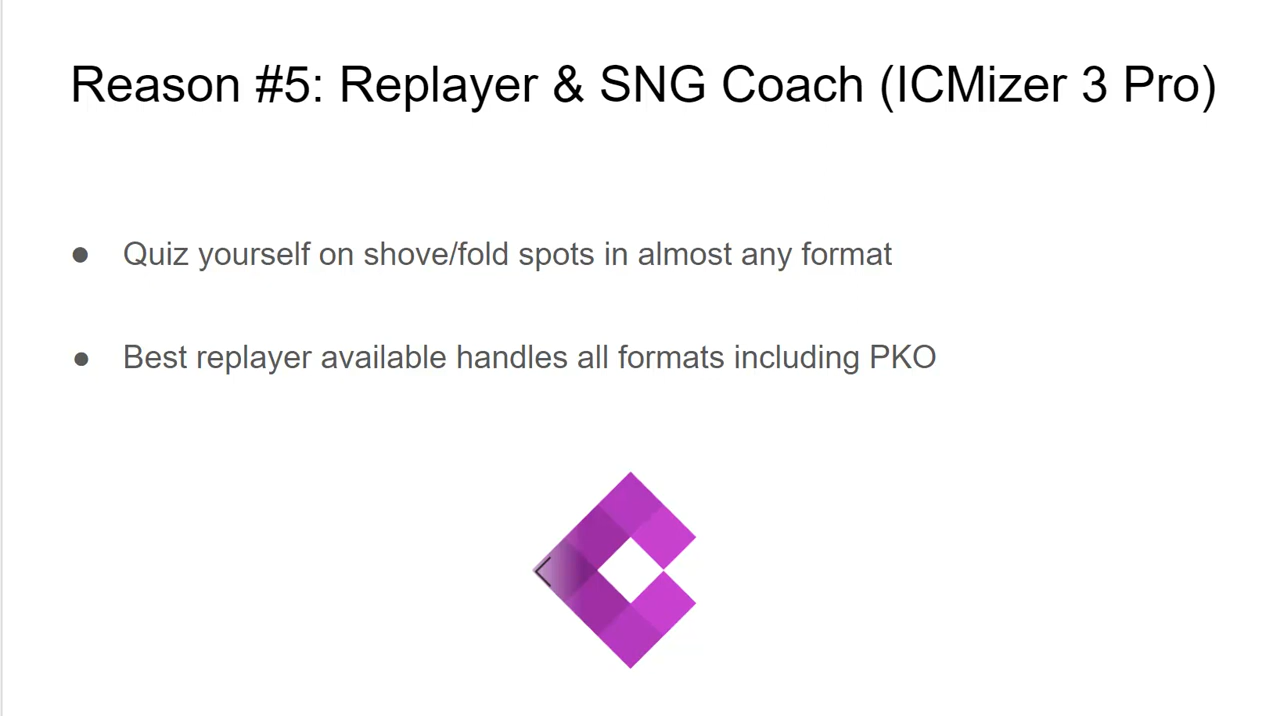 Reason #5: Replayer & SNG Coach (ICMizer 3 Pro)
● Quiz yourself on shove/fold spots in almost any format
● Best replayer available handles all formats including PKO